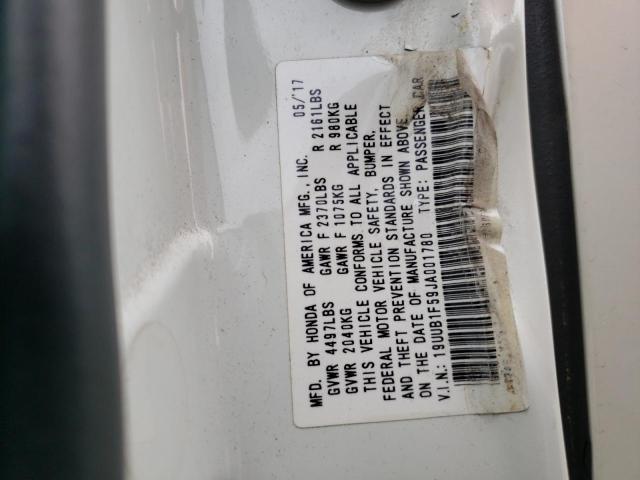 MFD. BY HONDA OF AMERICA MFG., INC. 05/'17
GVWR 4497LBS GAWR F 2370LBS R 2161LBS
GVWR 2040KG GAWR F 1075KG R 980KG
THIS VEHICLE CONFORMS TO ALL APPLICABLE
FEDERAL MOTOR VEHICLE SAFETY, BUMPER,
AND THEFT PREVENTION STANDARDS IN EFFECT
ON THE DATE OF MANUFACTURE SHOWN ABOVE.
V.I.N.: 19UUB1F59JA001780 TYPE: PASSENGER CAR